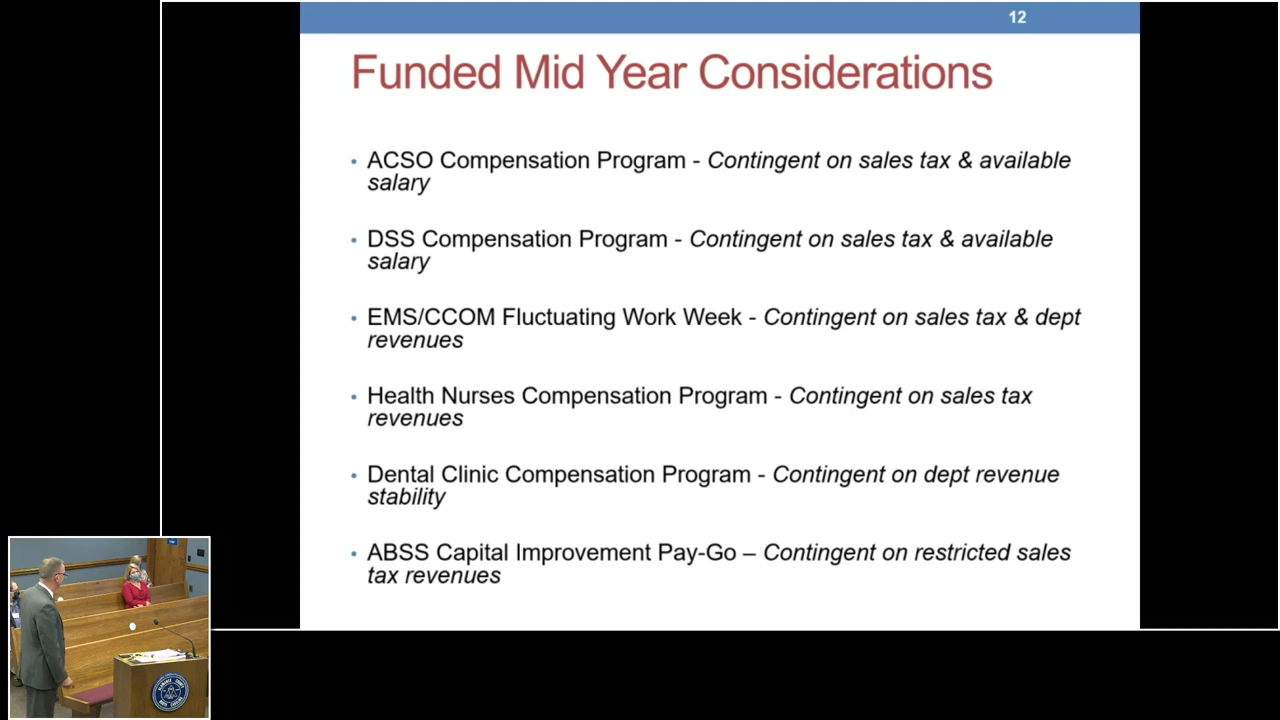 12
Funded Mid Year Considerations
• ACSO Compensation Program - Contingent on sales tax & available
salary
• DSS Compensation Program - Contingent on sales tax & available
salary
• EMS/CCOM Fluctuating Work Week - Contingent on sales tax & dept
revenues
• Health Nurses Compensation Program - Contingent on sales tax
revenues
• Dental Clinic Compensation Program - Contingent on dept revenue
stability
• ABSS Capital Improvement Pay-Go – Contingent on restricted sales
tax revenues